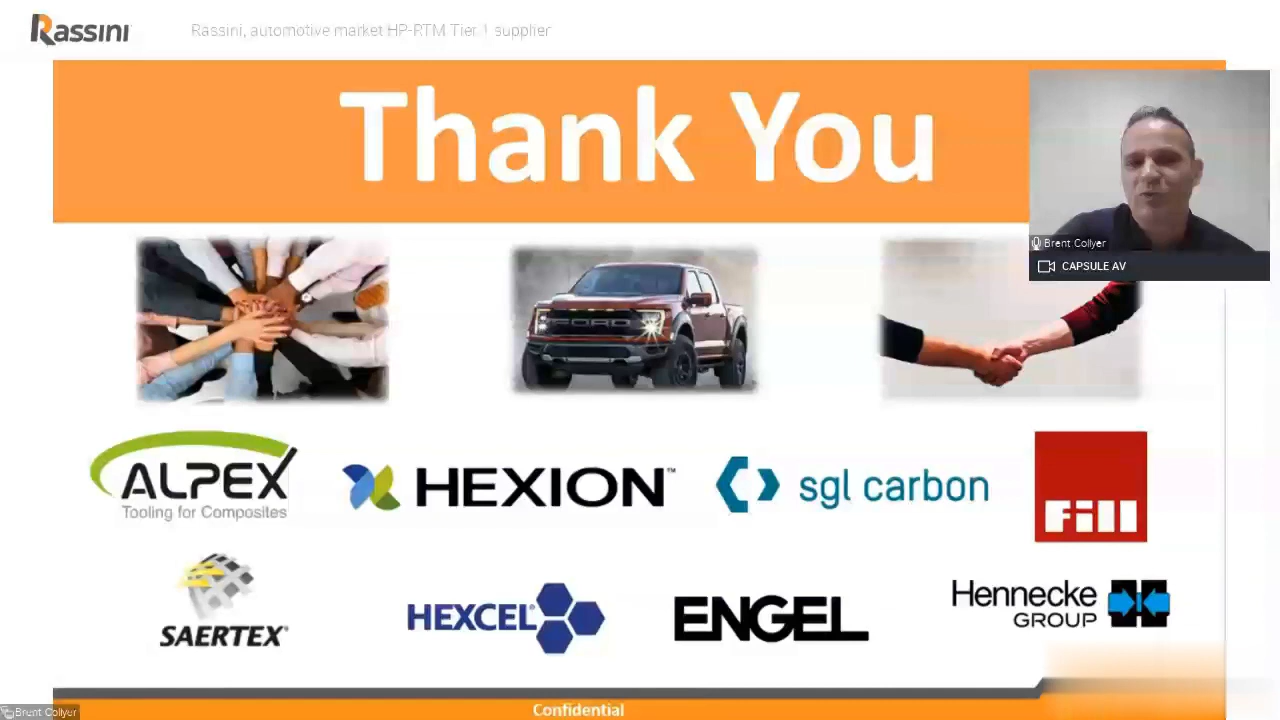 Rassini
Rassini, automotive market HP-RTM Tier 1 supplier
Thank You
Brent Collyer
CAPSULE AV
FORD
ALPEX
Tooling for Composites
HEXION™
sgl carbon
Fill
SAERTEX®
HEXCEL®
ENGEL
Hennecke
GROUP
Confidential
Brent Collyer